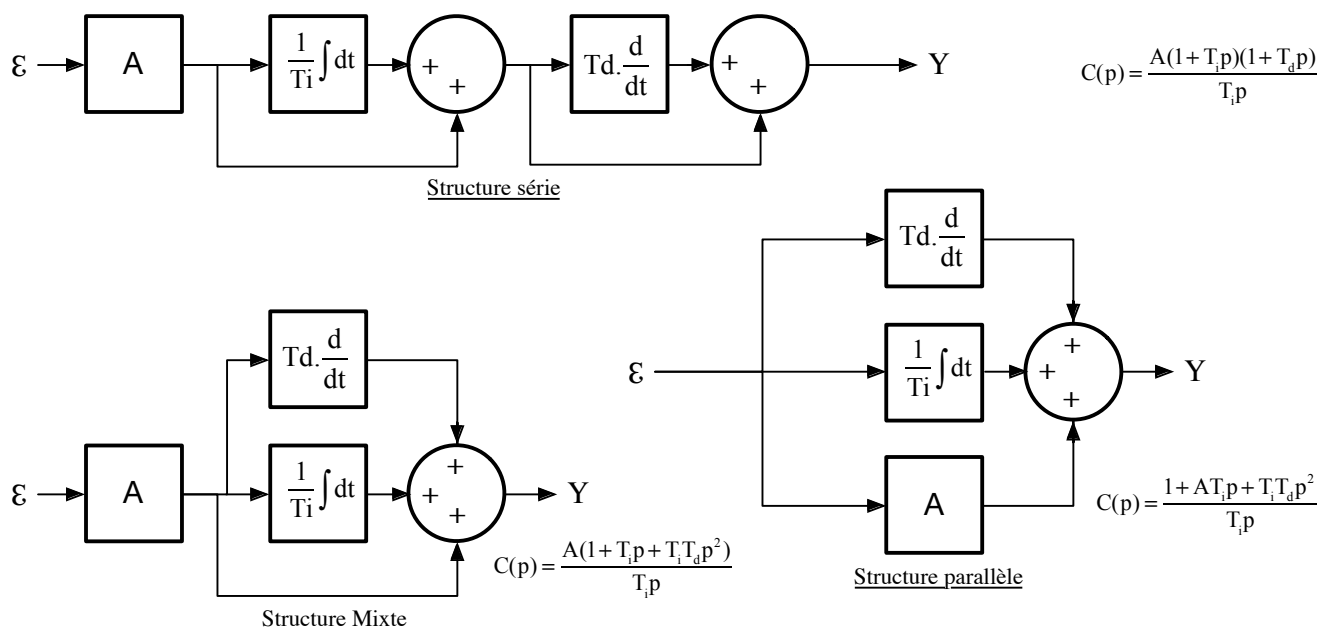 ε A 1/Ti ∫dt + + Td. d/dt + + Y
C(p) = A(1+T_i p)(1+T_d p) / T_i p
Structure série
Td. d/dt
ε A 1/Ti ∫dt + + + Y
C(p) = A(1+T_i p+T_i T_d p²) / T_i p
Structure Mixte
Td. d/dt
ε 1/Ti ∫dt + + + Y
A
C(p) = 1+AT_i p+T_i T_d p² / T_i p
Structure parallèle